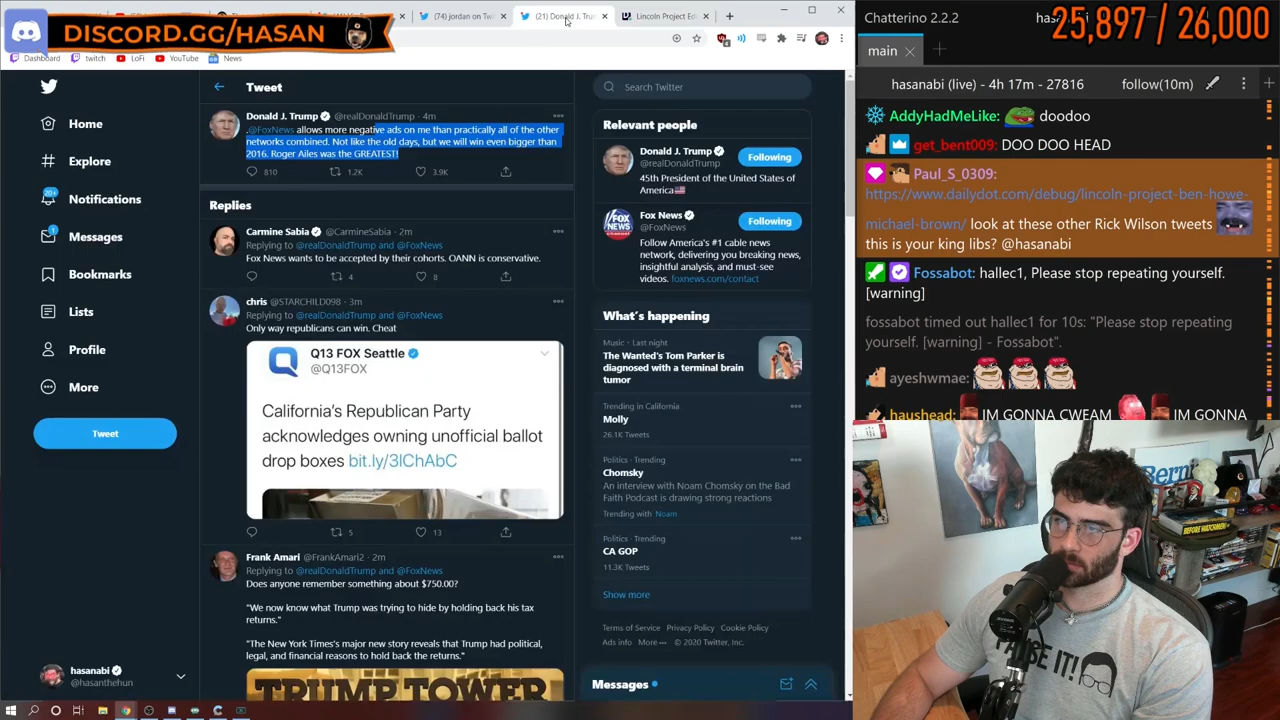 DISCORD.GG/HASAN
(74) jordan on Tw
(21) Donald J. Tru
Lincoln Project Ed
Dashboard
twitch
LoFi
YouTube
News
Home
Explore
20+
Notifications
1
Messages
Bookmarks
Lists
Profile
More
Tweet
hasanabi
@hasanthehun
Tweet
Donald J. Trump @realDonaldTrump · 4m
.@FoxNews allows more negative ads on me than practically all of the other
networks combined. Not like the old days, but we will win even bigger than
2016. Roger Ailes was the GREATEST!
810 1.2K 3.9K
Replies
Carmine Sabia @CarmineSabia · 2m
Replying to @realDonaldTrump and @FoxNews
Fox News wants to be accepted by their cohorts. OANN is conservative.
4 8
chris @STARCHILD098 · 3m
Replying to @realDonaldTrump and @FoxNews
Only way republicans can win. Cheat
Q13 FOX Seattle
@Q13FOX
California's Republican Party
acknowledges owning unofficial ballot
drop boxes bit.ly/3lChAbC
5 13
Frank Amari @FrankAmari2 · 2m
Replying to @realDonaldTrump and @FoxNews
Does anyone remember something about $750.00?
"We now know what Trump was trying to hide by holding back his tax
returns."
"The New York Times's major new story reveals that Trump had political,
legal, and financial reasons to hold back the returns."
TRUMP TOWER
Search Twitter
Relevant people
Donald J. Trump
@realDonaldTrump
Following
45th President of the United States of
America
Fox News
@FoxNews
Following
Follow America's #1 cable news
network, delivering you breaking news,
insightful analysis, and must-see
videos. foxnews.com/contact
What's happening
Music · Last night
The Wanted's Tom Parker is
diagnosed with a terminal brain
tumor
Trending in California
Molly
26.1K Tweets
Politics · Trending
Chomsky
An interview with Noam Chomsky on the Bad
Faith Podcast is drawing strong reactions
Trending with Noam
Politics · Trending
CA GOP
11.3K Tweets
Show more
Terms of Service Privacy Policy Cookie Policy
Ads info More © 2020 Twitter, Inc.
Messages
Chatterino 2.2.2
25,897 / 26,000
main
hasanabi (live) - 4h 17m - 27816 follow(10m)
AddyHadMeLike: doodoo
get_bent009: DOO DOO HEAD
Paul_S_0309:
https://www.dailydot.com/debug/lincoln-project-ben-howe-
michael-brown/ look at these other Rick Wilson tweets
this is your king libs? @hasanabi
Fossabot: hallec1, Please stop repeating yourself.
[warning]
fossabot timed out hallec1 for 10s: "Please stop repeating
yourself. [warning] - Fossabot".
ayeshwmae:
haushead: IM GONNA CWEAM IM GONNA
Bern